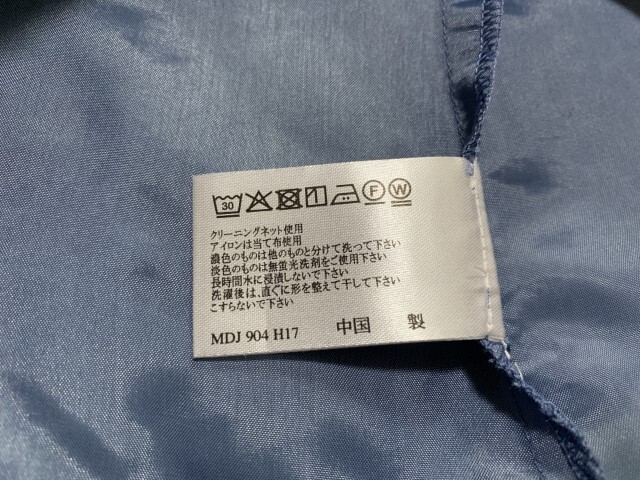 30 F W
クリーニングネット使用
アイロンは当て布使用
濃色のものは他のものと分けて洗って下さい
淡色のものは無蛍光洗剤をご使用下さい
長時間水に浸漬しないで下さい
洗濯後は、直ぐに形を整えて干して下さい
こすらないで下さい
MDJ 904 H17 中国 製